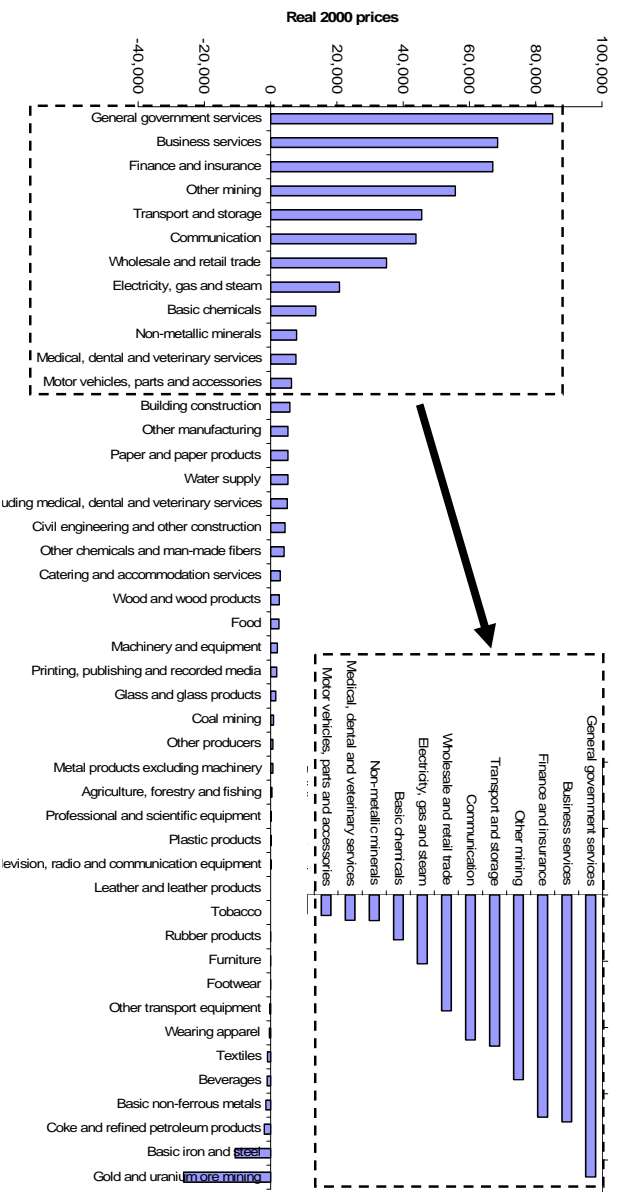 Real 2000 prices
-40,000
-20,000
0
20,000
40,000
60,000
80,000
100,000
General government services
Business services
Finance and insurance
Other mining
Transport and storage
Communication
Wholesale and retail trade
Electricity, gas and steam
Basic chemicals
Non-metallic minerals
Medical, dental and veterinary services
Motor vehicles, parts and accessories
Building construction
Other manufacturing
Paper and paper products
Water supply
uding medical, dental and veterinary services
Civil engineering and other construction
Other chemicals and man-made fibers
Catering and accommodation services
Wood and wood products
Food
Machinery and equipment
Printing, publishing and recorded media
Glass and glass products
Coal mining
Other producers
Metal products excluding machinery
Agriculture, forestry and fishing
Professional and scientific equipment
Plastic products
levision, radio and communication equipment
Leather and leather products
Tobacco
Rubber products
Furniture
Footwear
Other transport equipment
Wearing apparel
Textiles
Beverages
Basic non-ferrous metals
Coke and refined petroleum products
Basic iron and steel
Gold and uranium ore mining
General government services
Business services
Finance and insurance
Other mining
Transport and storage
Communication
Wholesale and retail trade
Electricity, gas and steam
Basic chemicals
Non-metallic minerals
Medical, dental and veterinary services
Motor vehicles, parts and accessories